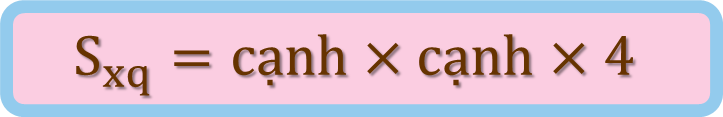 Sxq = cạnh × cạnh × 4